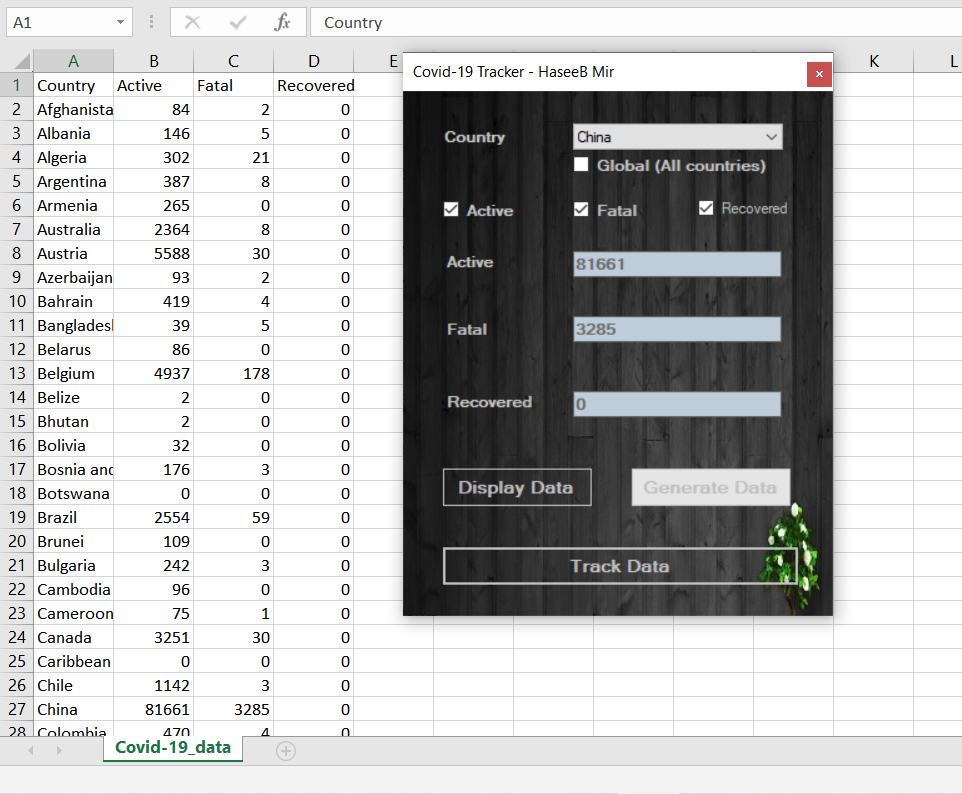 A1 fx Country
A B C D E K L
1 Country Active Fatal Recovered
2 Afghanista 84 2 0
3 Albania 146 5 0
4 Algeria 302 21 0
5 Argentina 387 8 0
6 Armenia 265 0 0
7 Australia 2364 8 0
8 Austria 5588 30 0
9 Azerbaijan 93 2 0
10 Bahrain 419 4 0
11 Banglades 39 5 0
12 Belarus 86 0 0
13 Belgium 4937 178 0
14 Belize 2 0 0
15 Bhutan 2 0 0
16 Bolivia 32 0 0
17 Bosnia and 176 3 0
18 Botswana 0 0 0
19 Brazil 2554 59 0
20 Brunei 109 0 0
21 Bulgaria 242 3 0
22 Cambodia 96 0 0
23 Cameroon 75 1 0
24 Canada 3251 30 0
25 Caribbean 0 0 0
26 Chile 1142 3 0
27 China 81661 3285 0
28 Colombia 470 4 0
Covid-19_data
Covid-19 Tracker - HaseeB Mir
Country China
Global (All countries)
Active Fatal Recovered
Active 81661
Fatal 3285
Recovered 0
Display Data Generate Data
Track Data